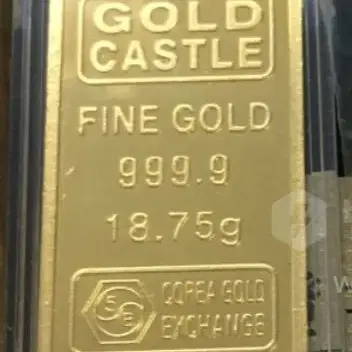 GOLD
CASTLE
FINE GOLD
999.9
18.75g
COREA GOLD
EXCHANGE